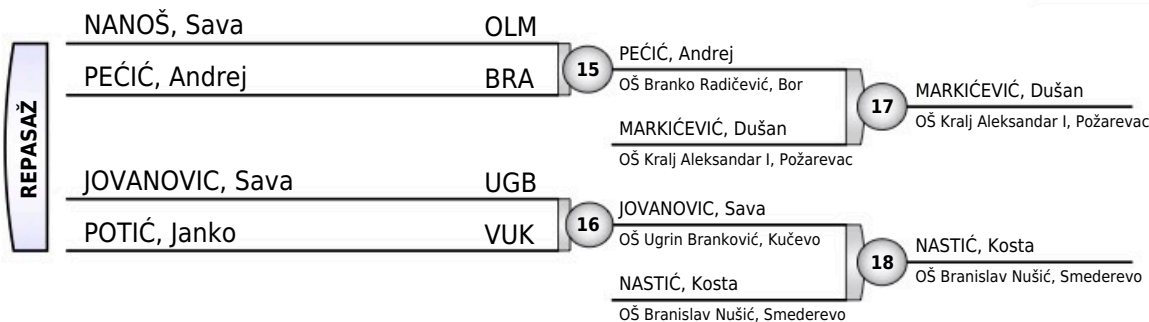 REPASAŽ
NANOŠ, Sava OLM
PEĆIĆ, Andrej BRA
15
PEĆIĆ, Andrej
OŠ Branko Radičević, Bor
MARKIĆEVIĆ, Dušan
OŠ Kralj Aleksandar I, Požarevac
17
MARKIĆEVIĆ, Dušan
OŠ Kralj Aleksandar I, Požarevac
JOVANOVIC, Sava UGB
POTIĆ, Janko VUK
16
JOVANOVIC, Sava
OŠ Ugrin Branković, Kučevo
NASTIĆ, Kosta
OŠ Branislav Nušić, Smederevo
18
NASTIĆ, Kosta
OŠ Branislav Nušić, Smederevo